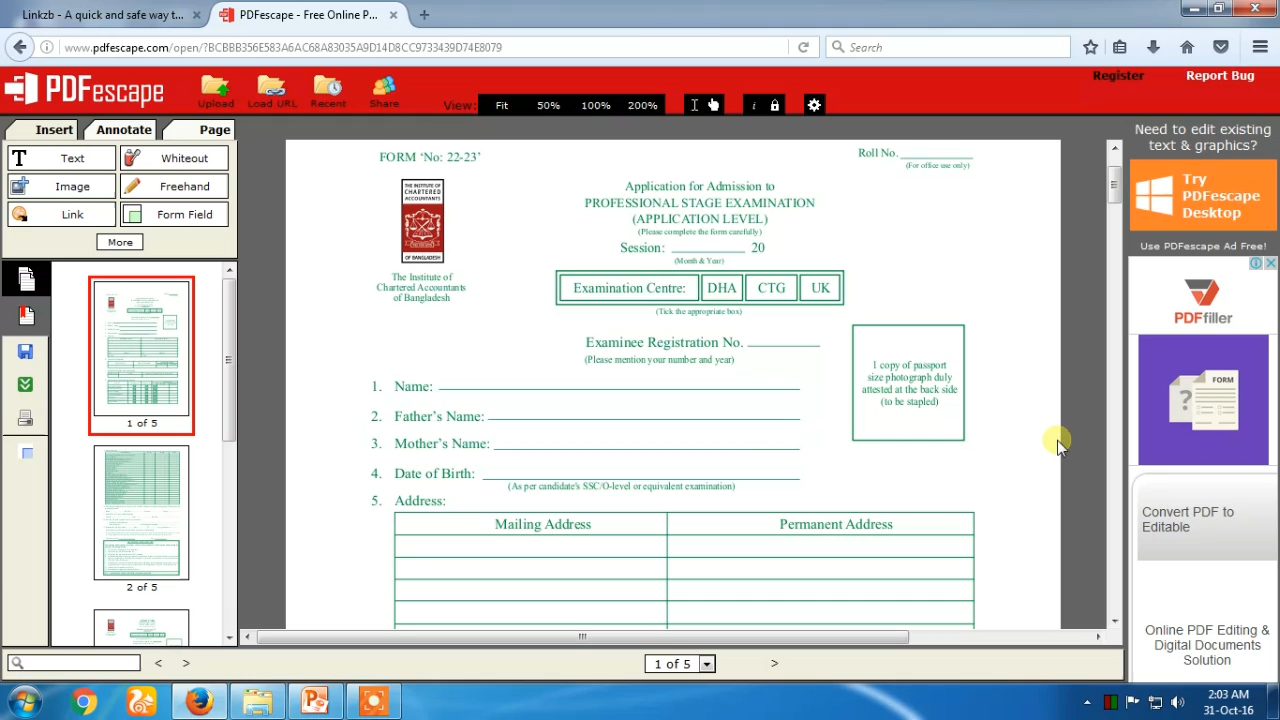 Linkzb - A quick and safe way t...
PDFescape - Free Online P...
www.pdfescape.com/open/?BCBBB356E583A6AC68A83035A9D14D8CC9733439D74E8079
Search
PDFescape
Upload
Load URL
Recent
Share
View:
Fit
50%
100%
200%
Register
Report Bug
Insert
Annotate
Page
Text
Whiteout
Image
Freehand
Link
Form Field
More
1 of 5
2 of 5
FORM ‘No: 22-23’
Roll No.
(For office use only)
THE INSTITUTE OF
CHARTERED
ACCOUNTANTS
OF BANGLADESH
The Institute of
Chartered Accountants
of Bangladesh
Application for Admission to
PROFESSIONAL STAGE EXAMINATION
(APPLICATION LEVEL)
(Please complete the form carefully)
Session: 20
(Month & Year)
Examination Centre: DHA CTG UK
(Tick the appropriate box)
Examinee Registration No.
(Please mention your number and year)
1 copy of passport
size photograph duly
attested at the back side
(to be stapled)
1. Name:
2. Father’s Name:
3. Mother’s Name:
4. Date of Birth:
(As per candidate's SSC/O-level or equivalent examination)
5 Address:
Mailing Address Permanent Address
1 of 5
Need to edit existing
text & graphics?
Try
PDFescape
Desktop
Use PDFescape Ad Free!
PDFfiller
FORM
Convert PDF to
Editable
Online PDF Editing &
Digital Documents
Solution
2:03 AM
31-Oct-16